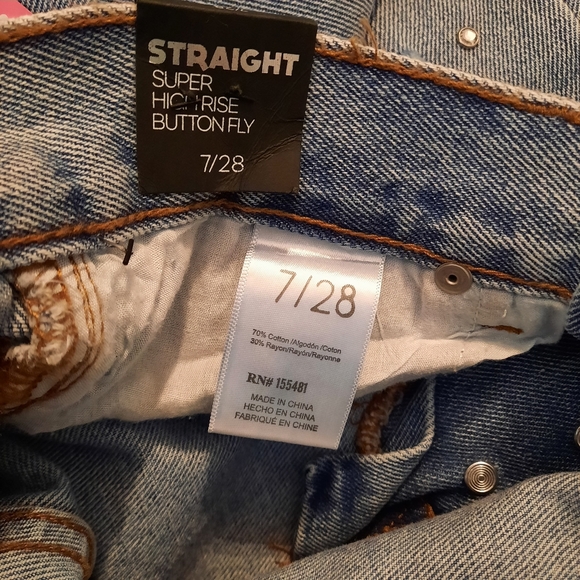 STRAIGHT
SUPER
HIGH RISE
BUTTON FLY
7/28
7/28
70% Cotton /Algodón /Coton
30% Rayon/Rayón/Rayonne
RN# 155481
MADE IN CHINA
HECHO EN CHINA
FABRIQUÉ EN CHINE